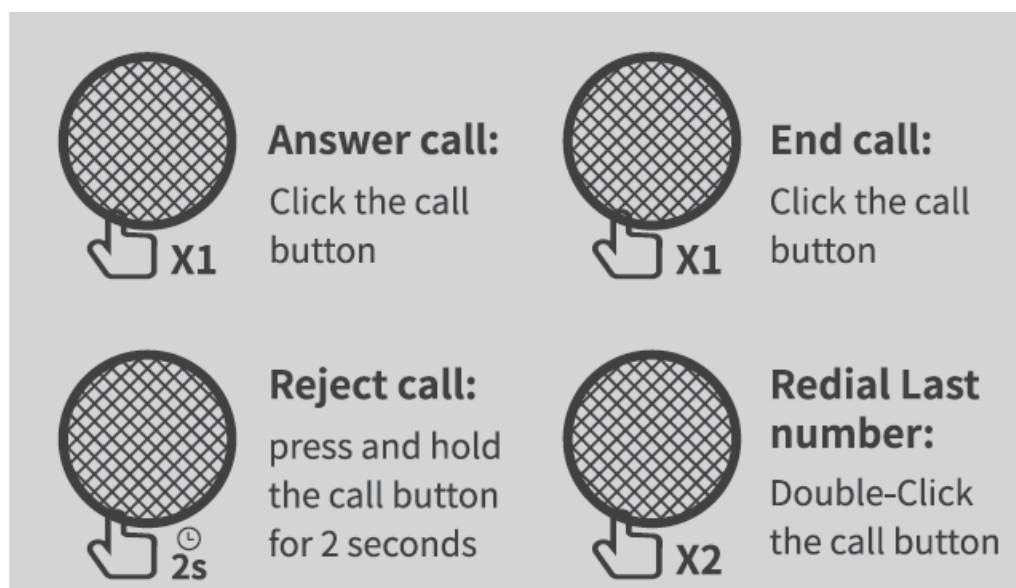 Answer call:
Click the call
button
X1
End call:
Click the call
button
X1
Reject call:
press and hold
the call button
for 2 seconds
2s
Redial Last
number:
Double-Click
the call button
X2